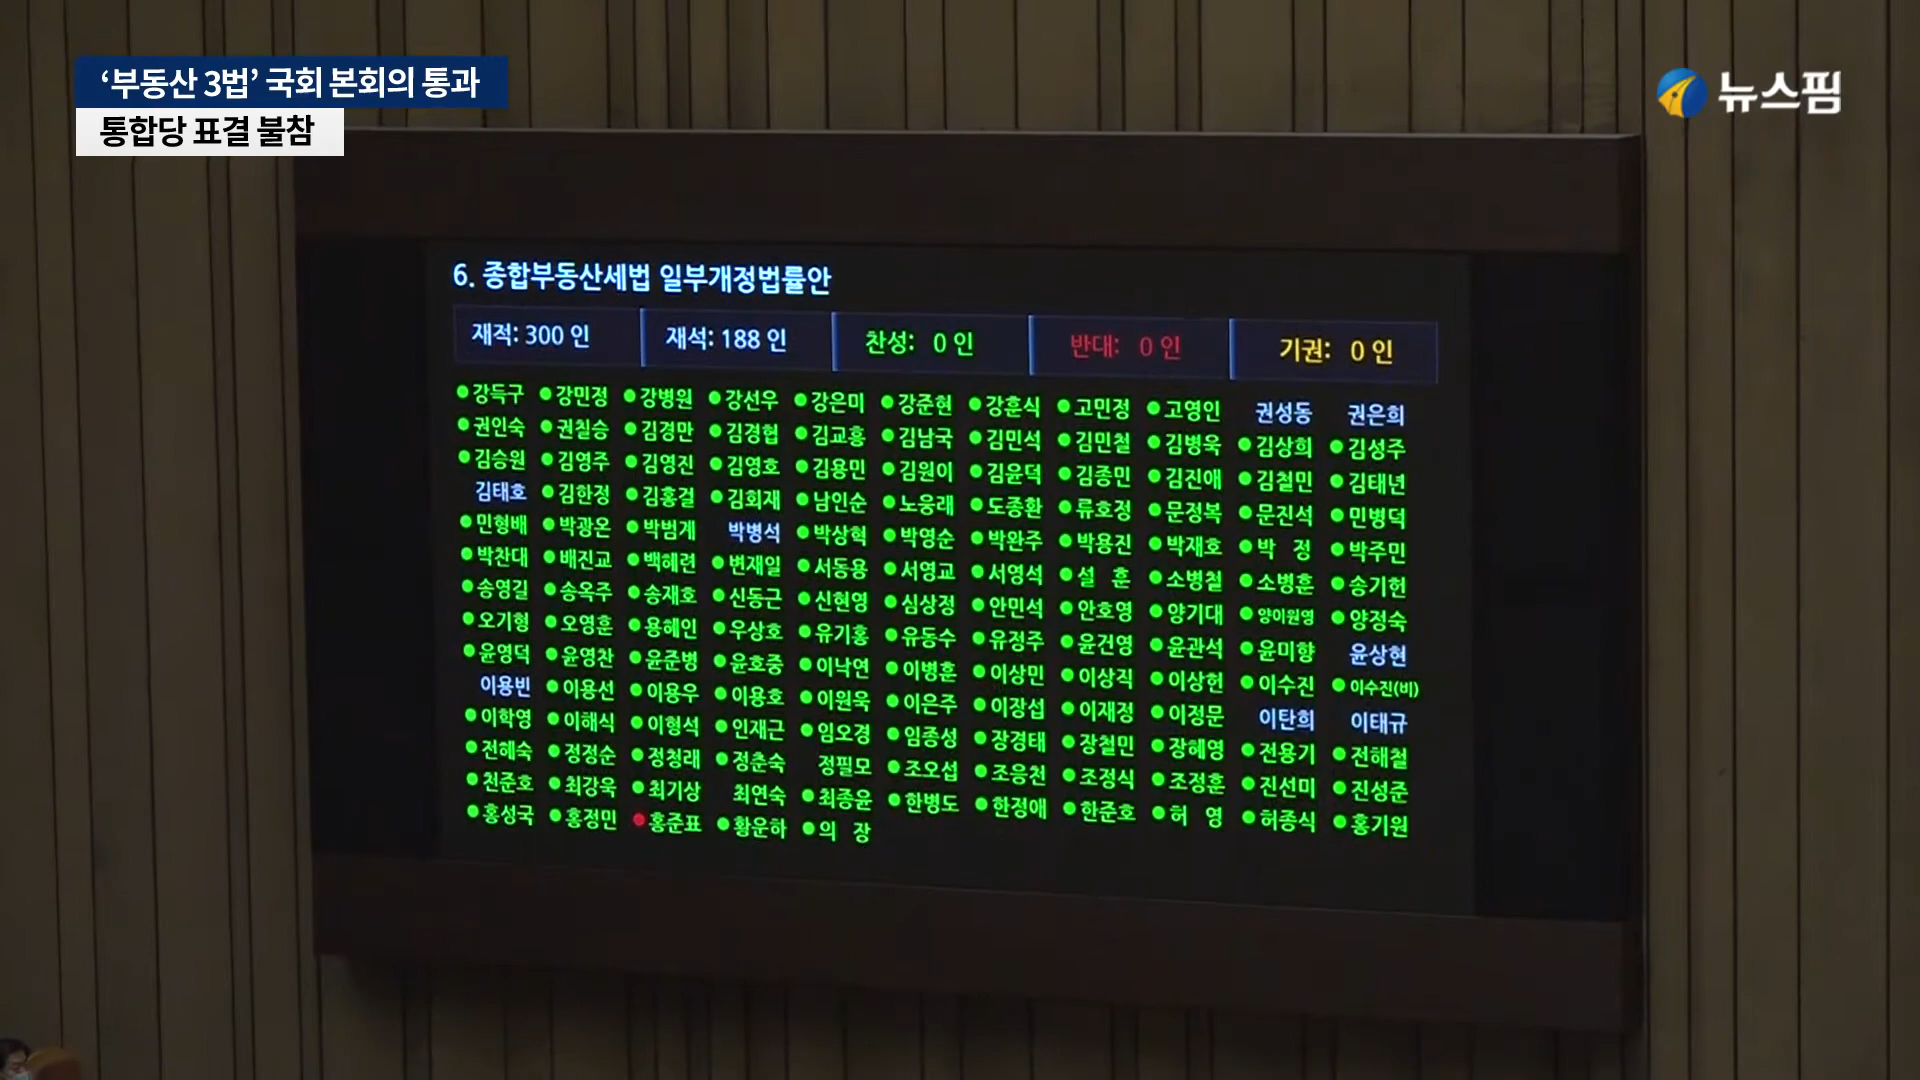 ‘부동산 3법’ 국회 본회의 통과
통합당 표결 불참
뉴스핌
6. 종합부동산세법 일부개정법률안
재적: 300 인 재석: 188 인 찬성: 0 인 반대: 0 인 기권: 0 인
강득구 강민정 강병원 강선우 강은미 강준현 강훈식 고민정 고영인 권성동 권은희
권인숙 권칠승 김경만 김경협 김교흥 김남국 김민석 김민철 김병욱 김상희 김성주
김승원 김영주 김영진 김영호 김용민 김원이 김윤덕 김종민 김진애 김철민 김태년
김태호 김한정 김홍걸 김회재 남인순 노웅래 도종환 류호정 문정복 문진석 민병덕
민형배 박광온 박범계 박병석 박상혁 박영순 박완주 박용진 박재호 박 정 박주민
박찬대 배진교 백혜련 변재일 서동용 서영교 서영석 설 훈 소병철 소병훈 송기헌
송영길 송옥주 송재호 신동근 신현영 심상정 안민석 안호영 양기대 양이원영 양정숙
오기형 오영훈 용혜인 우상호 유기홍 유동수 유정주 윤건영 윤관석 윤미향 윤상현
윤영덕 윤영찬 윤준병 윤호중 이낙연 이병훈 이상민 이상직 이상헌 이수진 이수진(비)
이용빈 이용선 이용우 이용호 이원욱 이은주 이장섭 이재정 이정문 이탄희 이태규
이학영 이해식 이형석 인재근 임오경 임종성 장경태 장철민 장혜영 전용기 전해철
전혜숙 정정순 정청래 정춘숙 정필모 조오섭 조응천 조정식 조정훈 진선미 진성준
천준호 최강욱 최기상 최연숙 최종윤 한병도 한정애 한준호 허 영 허종식 홍기원
홍성국 홍정민 홍준표 황운하 의 장